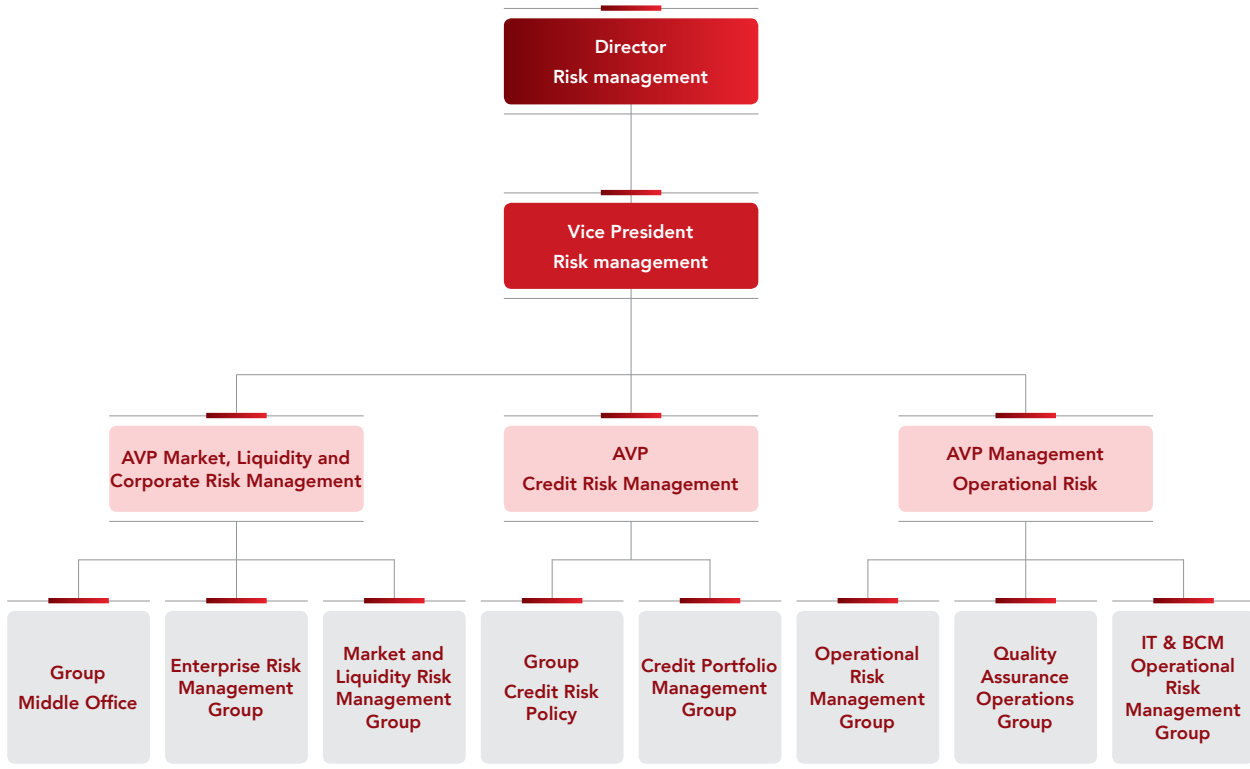 Director
Risk management
Vice President
Risk management
AVP Market, Liquidity and
Corporate Risk Management
AVP
Credit Risk Management
AVP Management
Operational Risk
Group
Middle Office
Enterprise Risk
Management
Group
Market and
Liquidity Risk
Management
Group
Group
Credit Risk
Policy
Credit Portfolio
Management
Group
Operational
Risk
Management
Group
Quality
Assurance
Operations
Group
IT & BCM
Operational
Risk
Management
Group